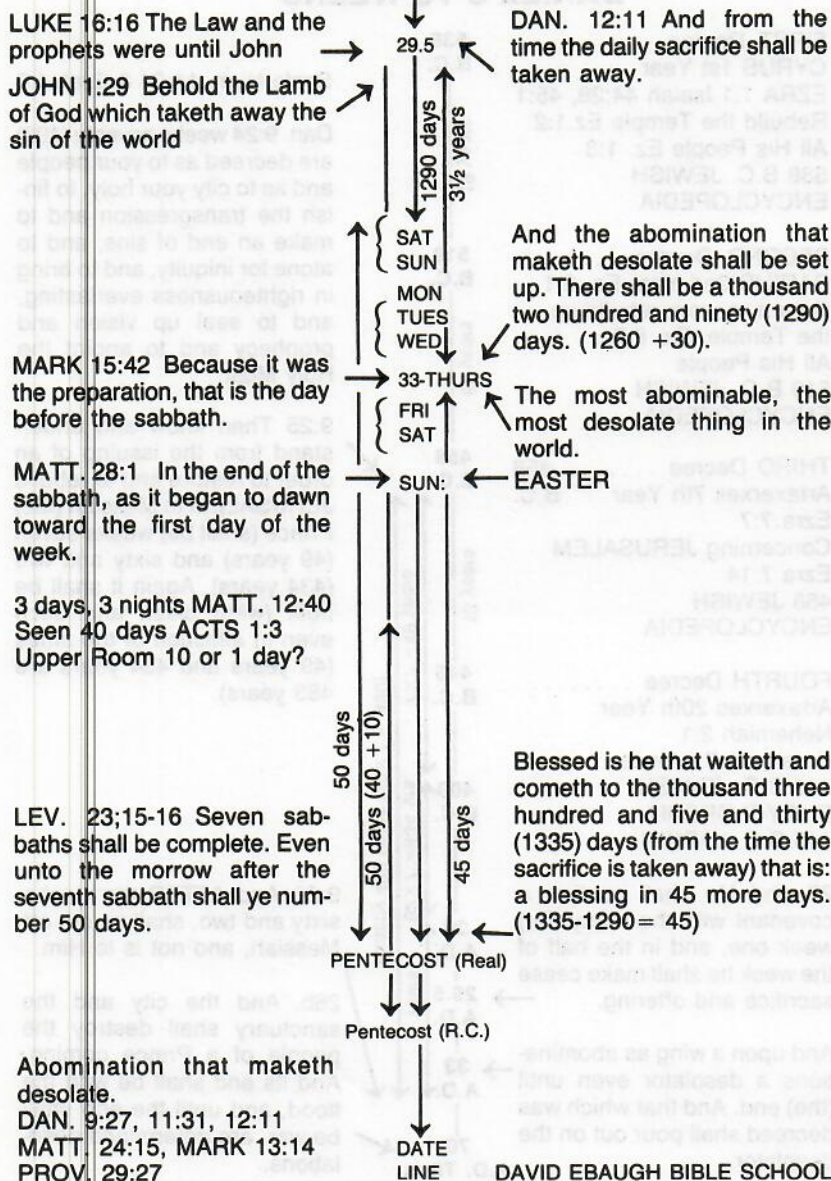 LUKE 16:16 The Law and the
prophets were until John
JOHN 1:29 Behold the Lamb
of God which taketh away the
sin of the world
MARK 15:42 Because it was
the preparation, that is the day
before the sabbath.
MATT. 28:1 In the end of the
sabbath, as it began to dawn
toward the first day of the
week.
3 days, 3 nights MATT. 12:40
Seen 40 days ACTS 1:3
Upper Room 10 or 1 day?
LEV. 23;15-16 Seven sab-
baths shall be complete. Even
unto the morrow after the
seventh sabbath shall ye num-
ber 50 days.
Abomination that maketh
desolate.
DAN. 9:27, 11:31, 12:11
MATT. 24:15, MARK 13:14
PROV. 29:27
29.5
1290 days
3½ years
SAT
SUN
MON
TUES
WED
33-THURS
FRI
SAT
SUN:
50 days
50 days (40 +10)
45 days
PENTECOST (Real)
Pentecost (R.C.)
DATE
LINE
DAN. 12:11 And from the
time the daily sacrifice shall be
taken away.
And the abomination that
maketh desolate shall be set
up. There shall be a thousand
two hundred and ninety (1290)
days. (1260 +30).
The most abominable, the
most desolate thing in the
world.
EASTER
Blessed is he that waiteth and
cometh to the thousand three
hundred and five and thirty
(1335) days (from the time the
sacrifice is taken away) that is:
a blessing in 45 more days.
(1335-1290=45)
DAVID EBAUGH BIBLE SCHOOL